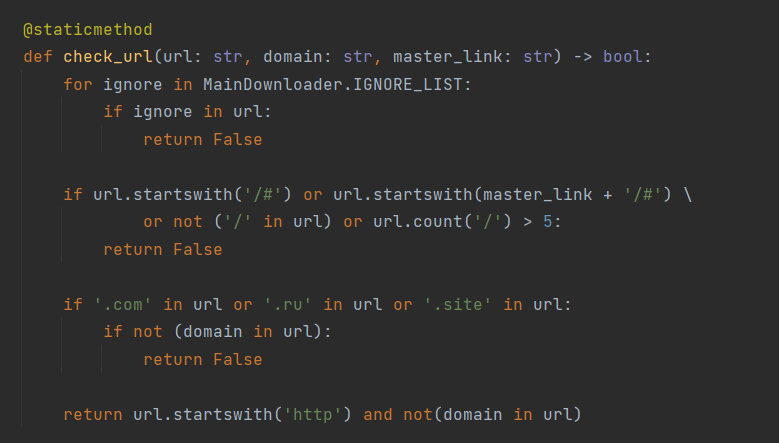 @staticmethod
def check_url(url: str, domain: str, master_link: str) -> bool:
    for ignore in MainDownloader.IGNORE_LIST:
        if ignore in url:
            return False

    if url.startswith('/#') or url.startswith(master_link + '/#') \
            or not ('/' in url) or url.count('/') > 5:
        return False

    if '.com' in url or '.ru' in url or '.site' in url:
        if not (domain in url):
            return False

    return url.startswith('http') and not(domain in url)